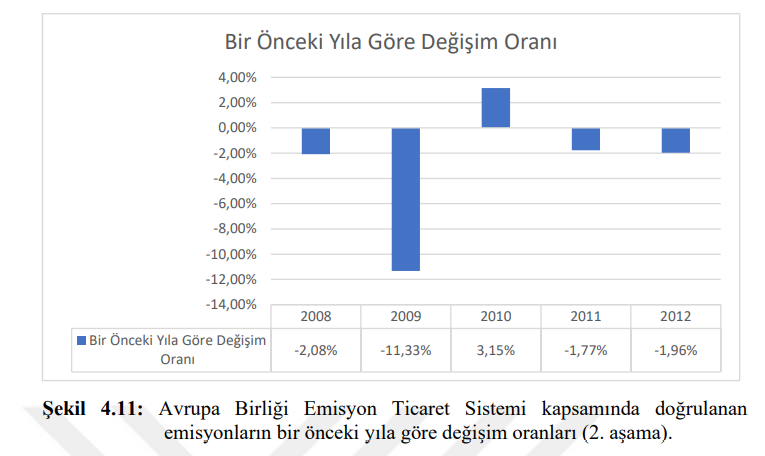 Bir Önceki Yıla Göre Değişim Oranı
4,00%
2,00%
0,00%
-2,00%
-4,00%
-6,00%
-8,00%
-10,00%
-12,00%
-14,00%
2008 2009 2010 2011 2012
Bir Önceki Yıla Göre Değişim
Oranı
-2,08% -11,33% 3,15% -1,77% -1,96%
Şekil 4.11: Avrupa Birliği Emisyon Ticaret Sistemi kapsamında doğrulanan
emisyonların bir önceki yıla göre değişim oranları (2. aşama).